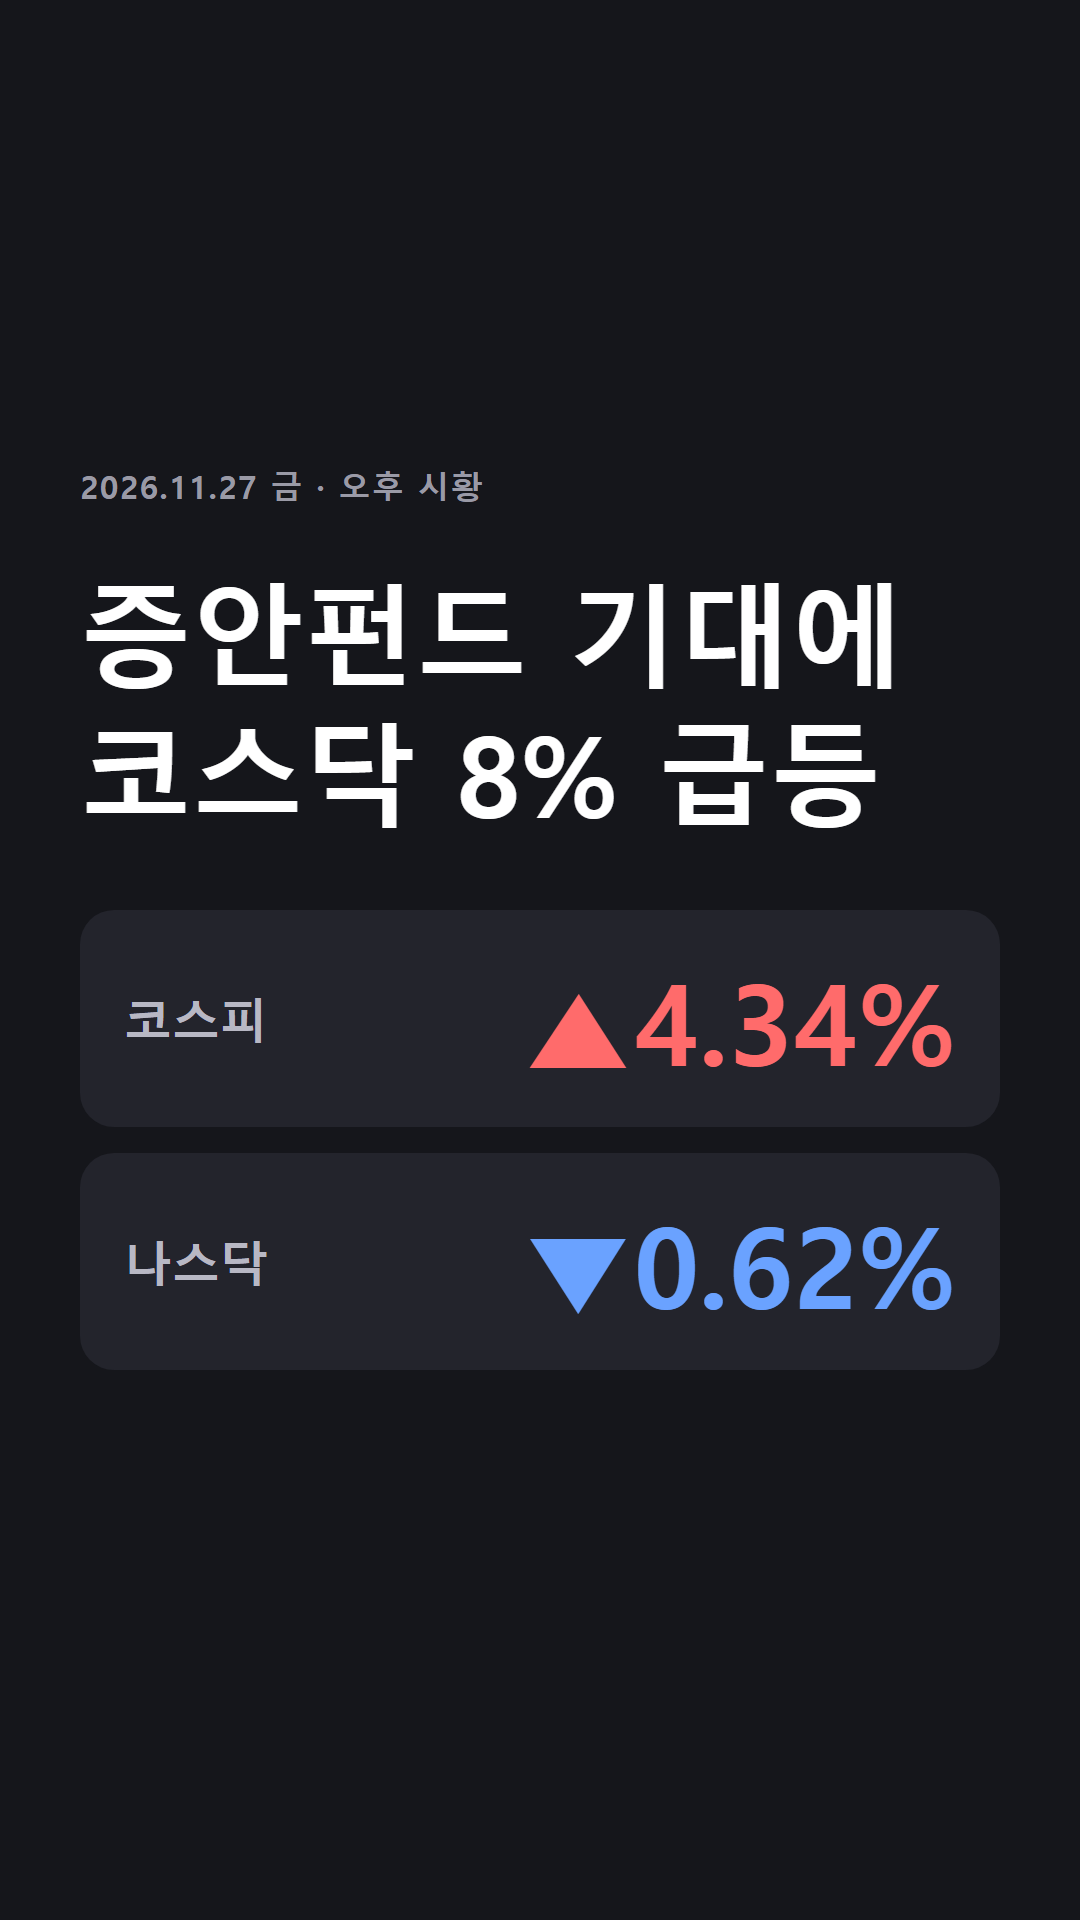 2026.11.27 금 · 오후 시황
증안펀드 기대에
코스닥 8% 급등
코스피 ▲4.34%
나스닥 ▼0.62%